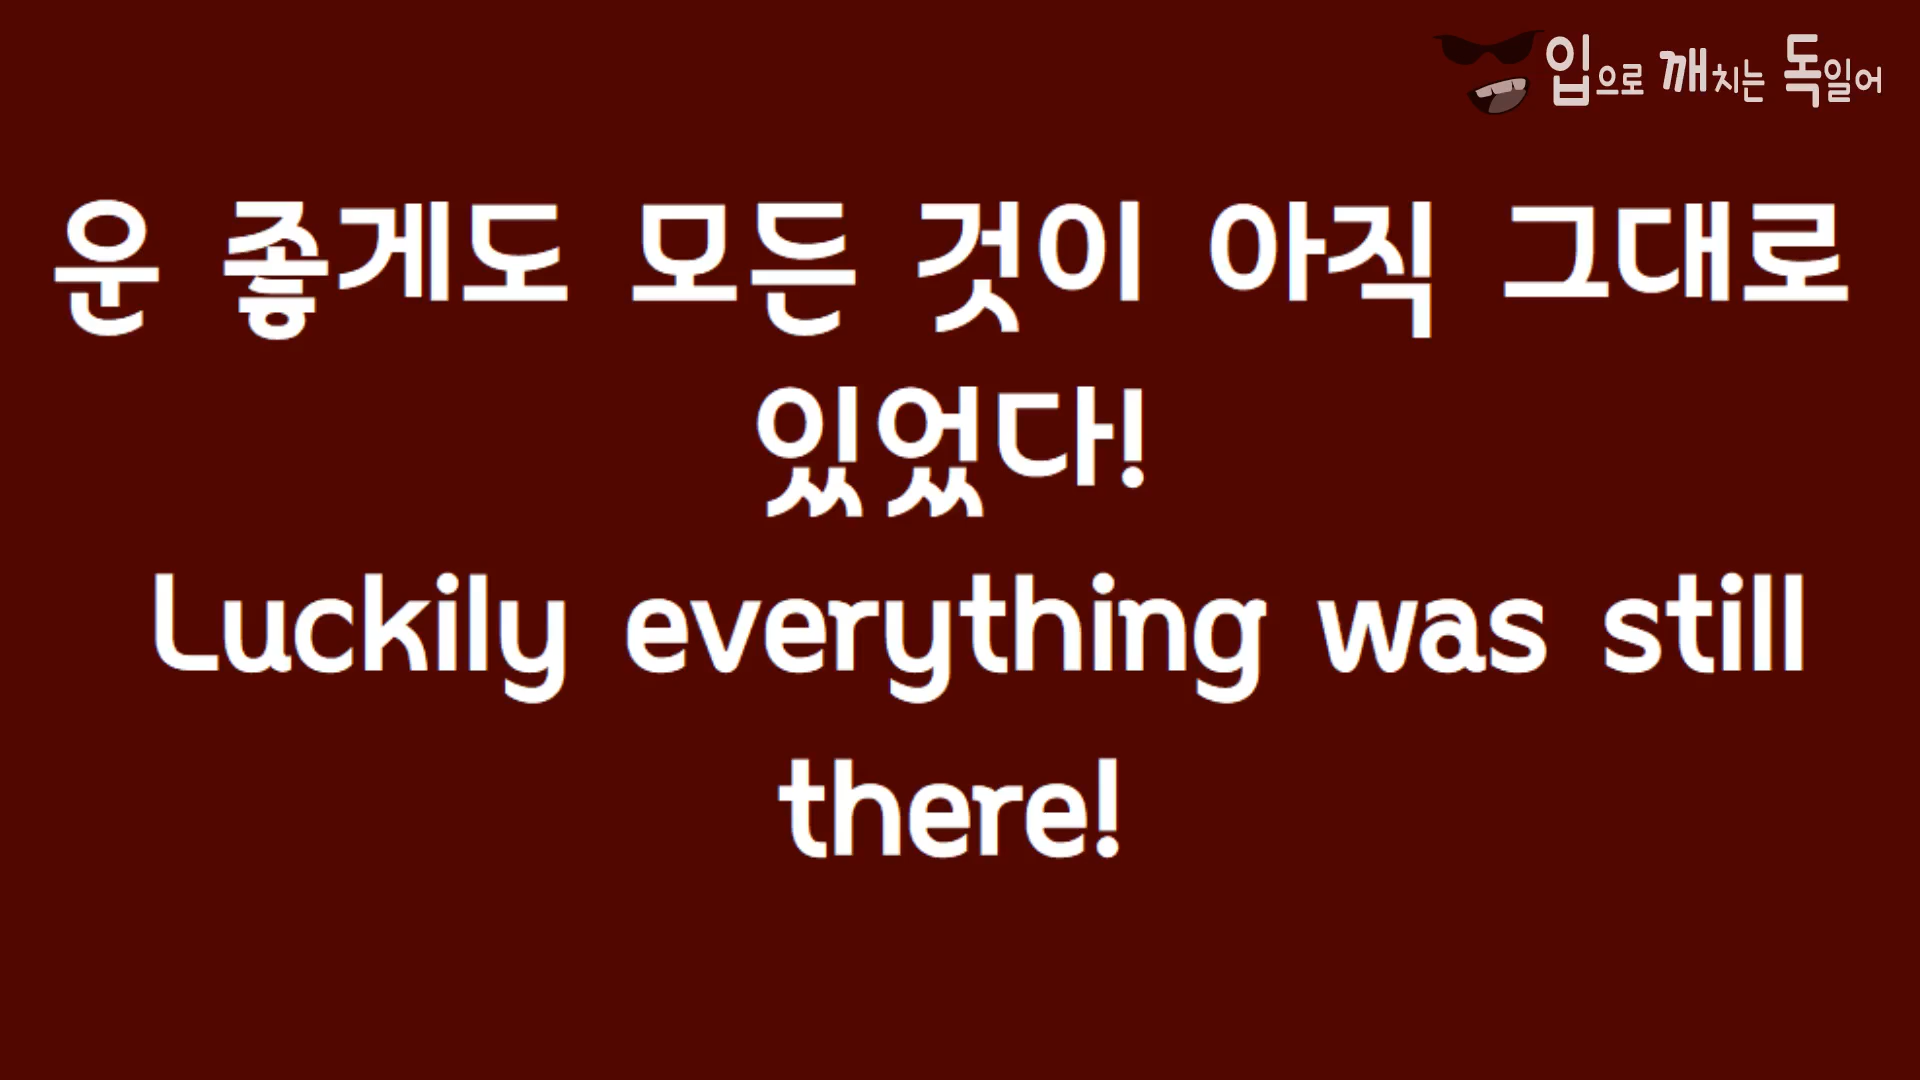 입으로 깨치는 독일어
운 좋게도 모든 것이 아직 그대로
있었다!
Luckily everything was still
there!